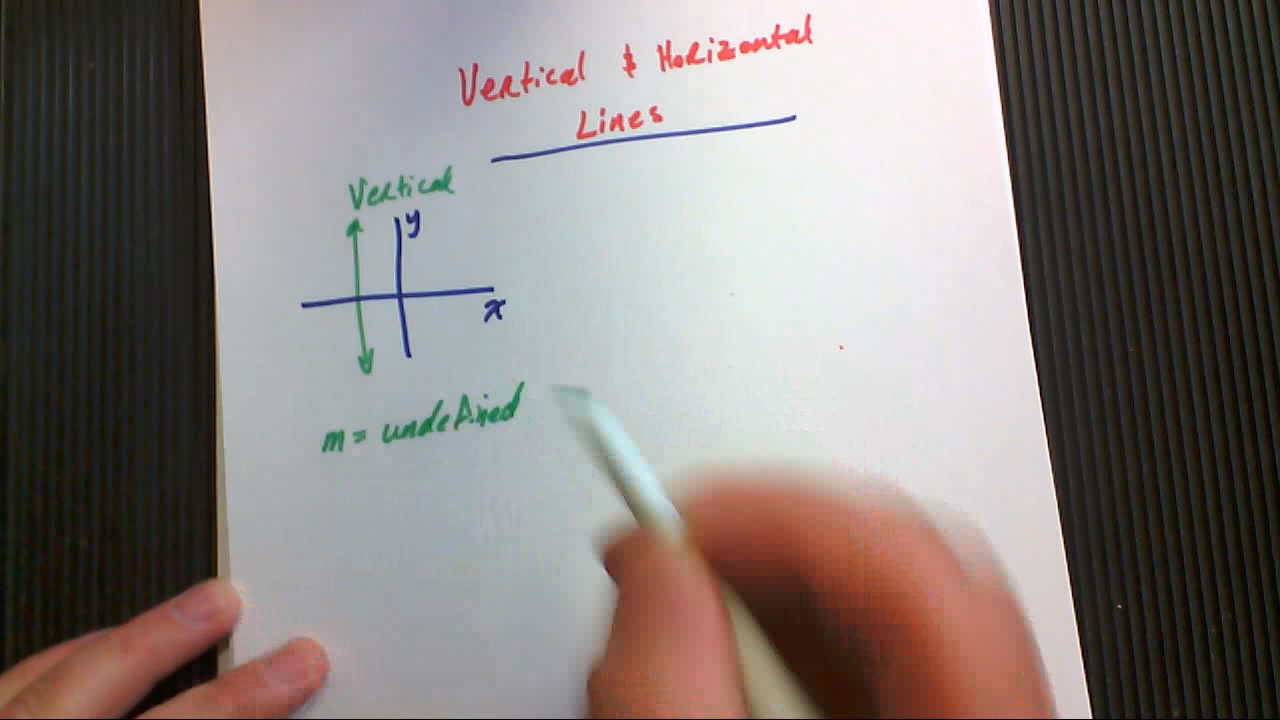 Vertical & Horizontal
Lines
Vertical
y
x
m = undefined